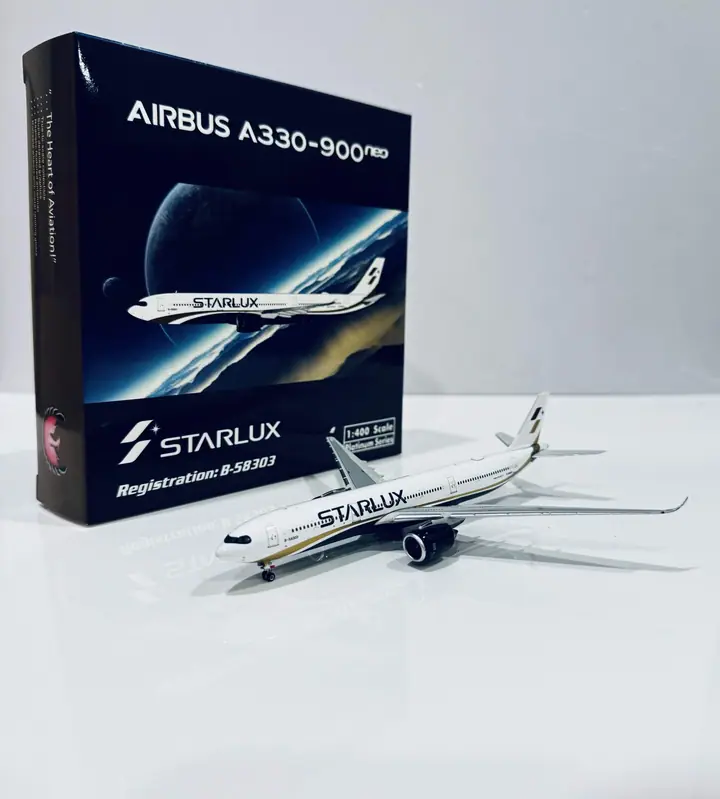 AIRBUS A330-900neo
"...The Heart of Aviation!"
STARLUX
STARLUX
1:400 Scale
Platinum Series
Registration: B-58303
STARLUX